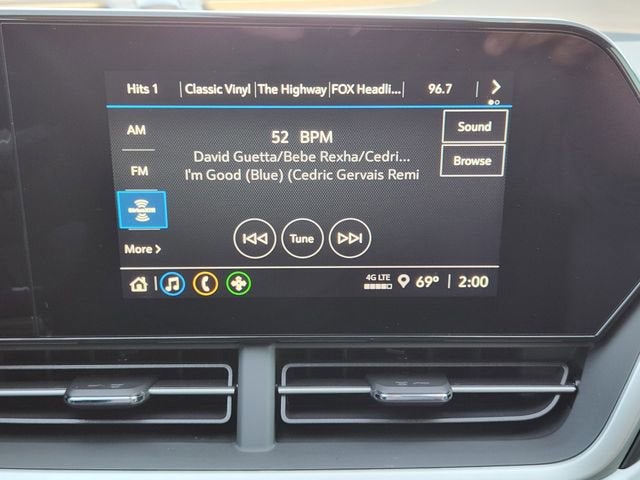 Hits 1 Classic Vinyl The Highway FOX Headli... 96.7
AM
52 BPM
Sound
David Guetta/Bebe Rexha/Cedri...
Browse
FM
I'm Good (Blue) (Cedric Gervais Remi
SiriusXM
Tune
More
4G LTE
69° 2:00